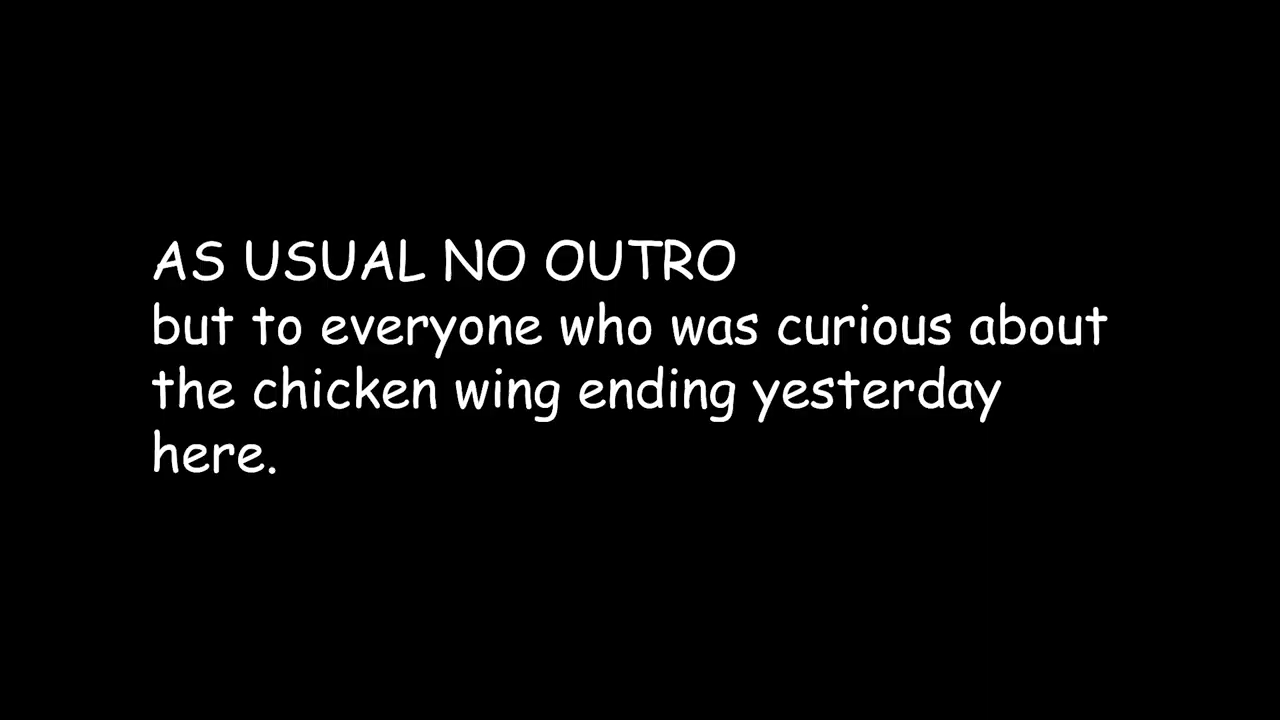 AS USUAL NO OUTRO
but to everyone who was curious about
the chicken wing ending yesterday
here.